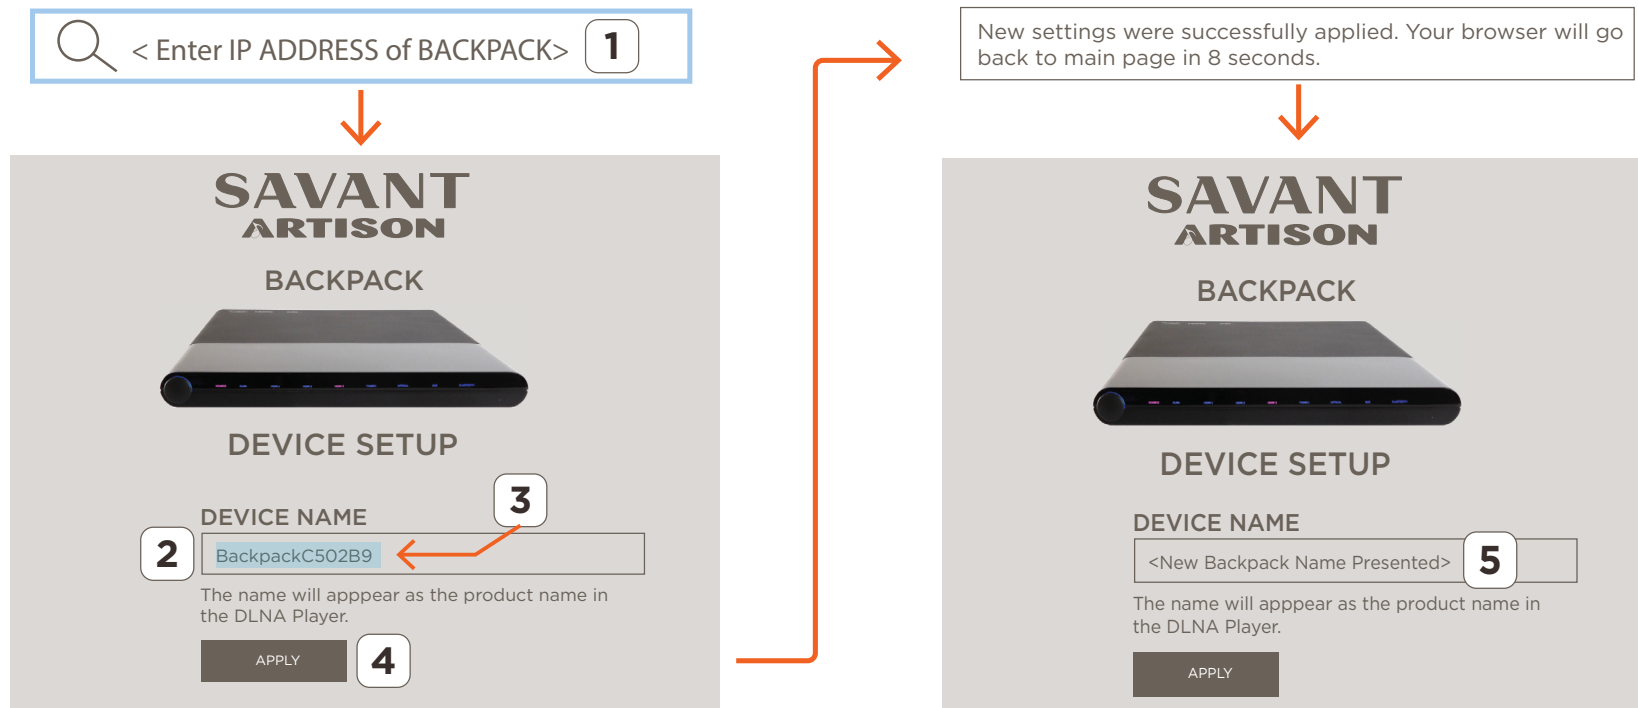 < Enter IP ADDRESS of BACKPACK> 1
SAVANT
ARTISON
BACKPACK
DEVICE SETUP
3
DEVICE NAME
2 BackpackC502B9
The name will apppear as the product name in
the DLNA Player.
APPLY 4
New settings were successfully applied. Your browser will go
back to main page in 8 seconds.
SAVANT
ARTISON
BACKPACK
DEVICE SETUP
DEVICE NAME
<New Backpack Name Presented> 5
The name will apppear as the product name in
the DLNA Player.
APPLY